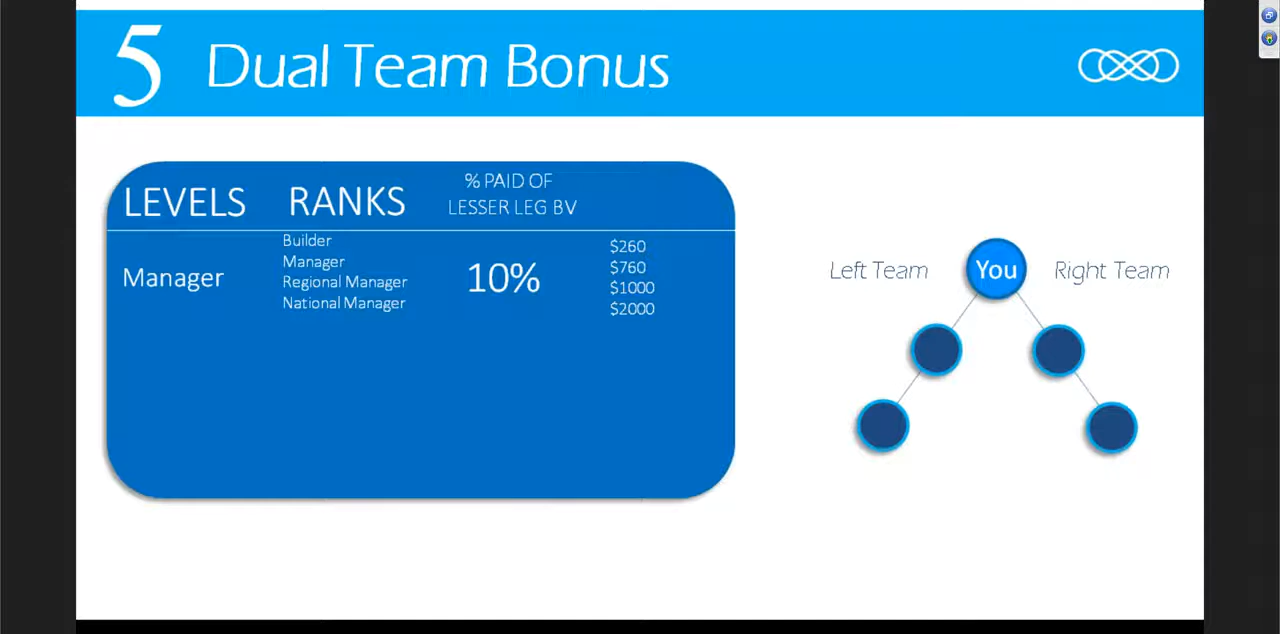 5 Dual Team Bonus
LEVELS RANKS % PAID OF
LESSER LEG BV
Builder $260
Manager $760
Manager 10%
Regional Manager $1000
National Manager $2000
Left Team You Right Team